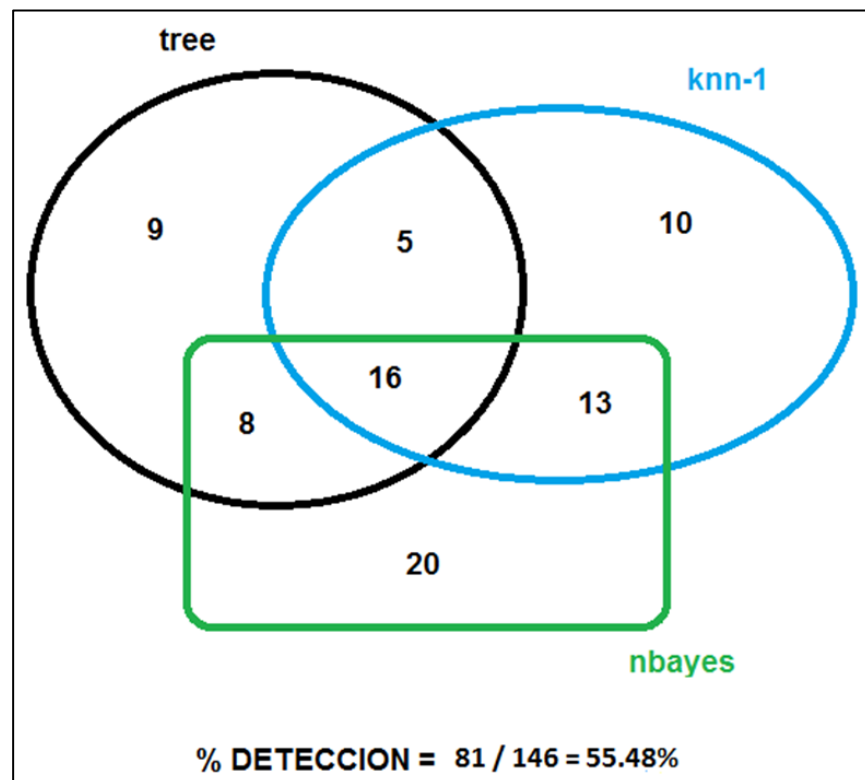 tree
knn-1
9
5
10
16
8
13
20
nbayes
% DETECCION = 81 / 146 = 55.48%